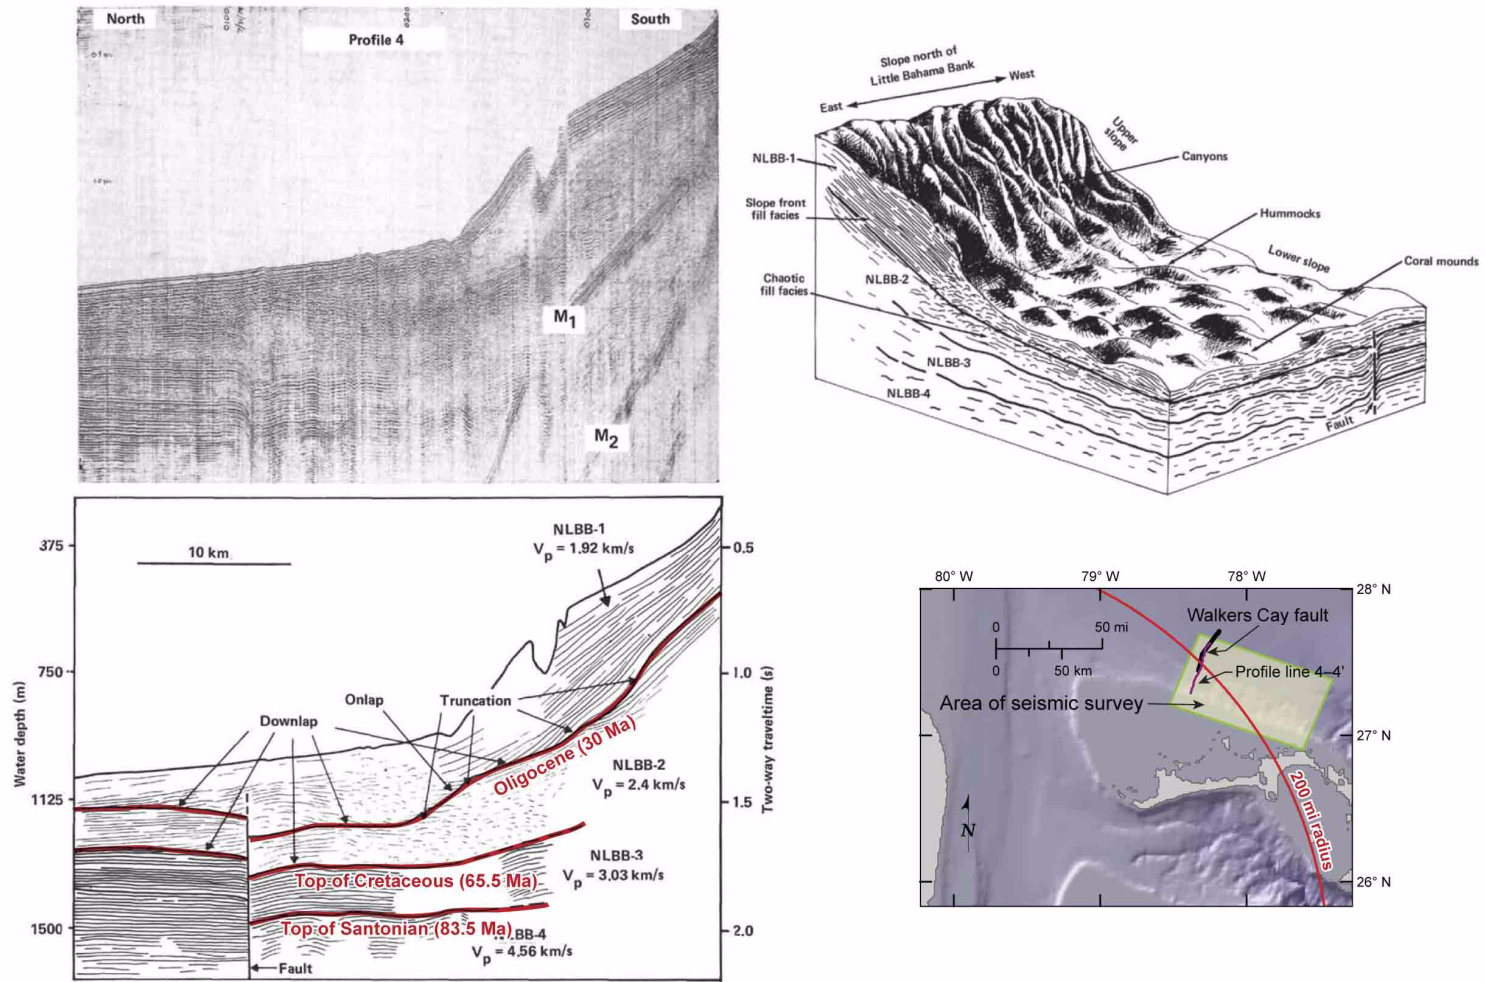 North
Profile 4
South
M1
M2
Slope north of
Little Bahama Bank
East
West
Upper
slope
NLBB-1
Canyons
Slope front
fill facies
Hummocks
Lower slope
Coral mounds
Chaotic
fill facies
NLBB-2
NLBB-3
NLBB-4
Fault
NLBB-1
Vp = 1.92 km/s
10 km
375
750
1125
1500
Water depth (m)
0.5
1.0
1.5
2.0
Two-way traveltime (s)
Onlap
Truncation
Downlap
Oligocene (30 Ma)
NLBB-2
Vp = 2.4 km/s
NLBB-3
Vp = 3.03 km/s
Top of Cretaceous (65.5 Ma)
Top of Santonian (83.5 Ma)
NLBB-4
Vp = 4.56 km/s
Fault
80° W
79° W
78° W
28° N
27° N
26° N
0
50 mi
0
50 km
Walkers Cay fault
Profile line 4–4'
Area of seismic survey
200 mi radius
N